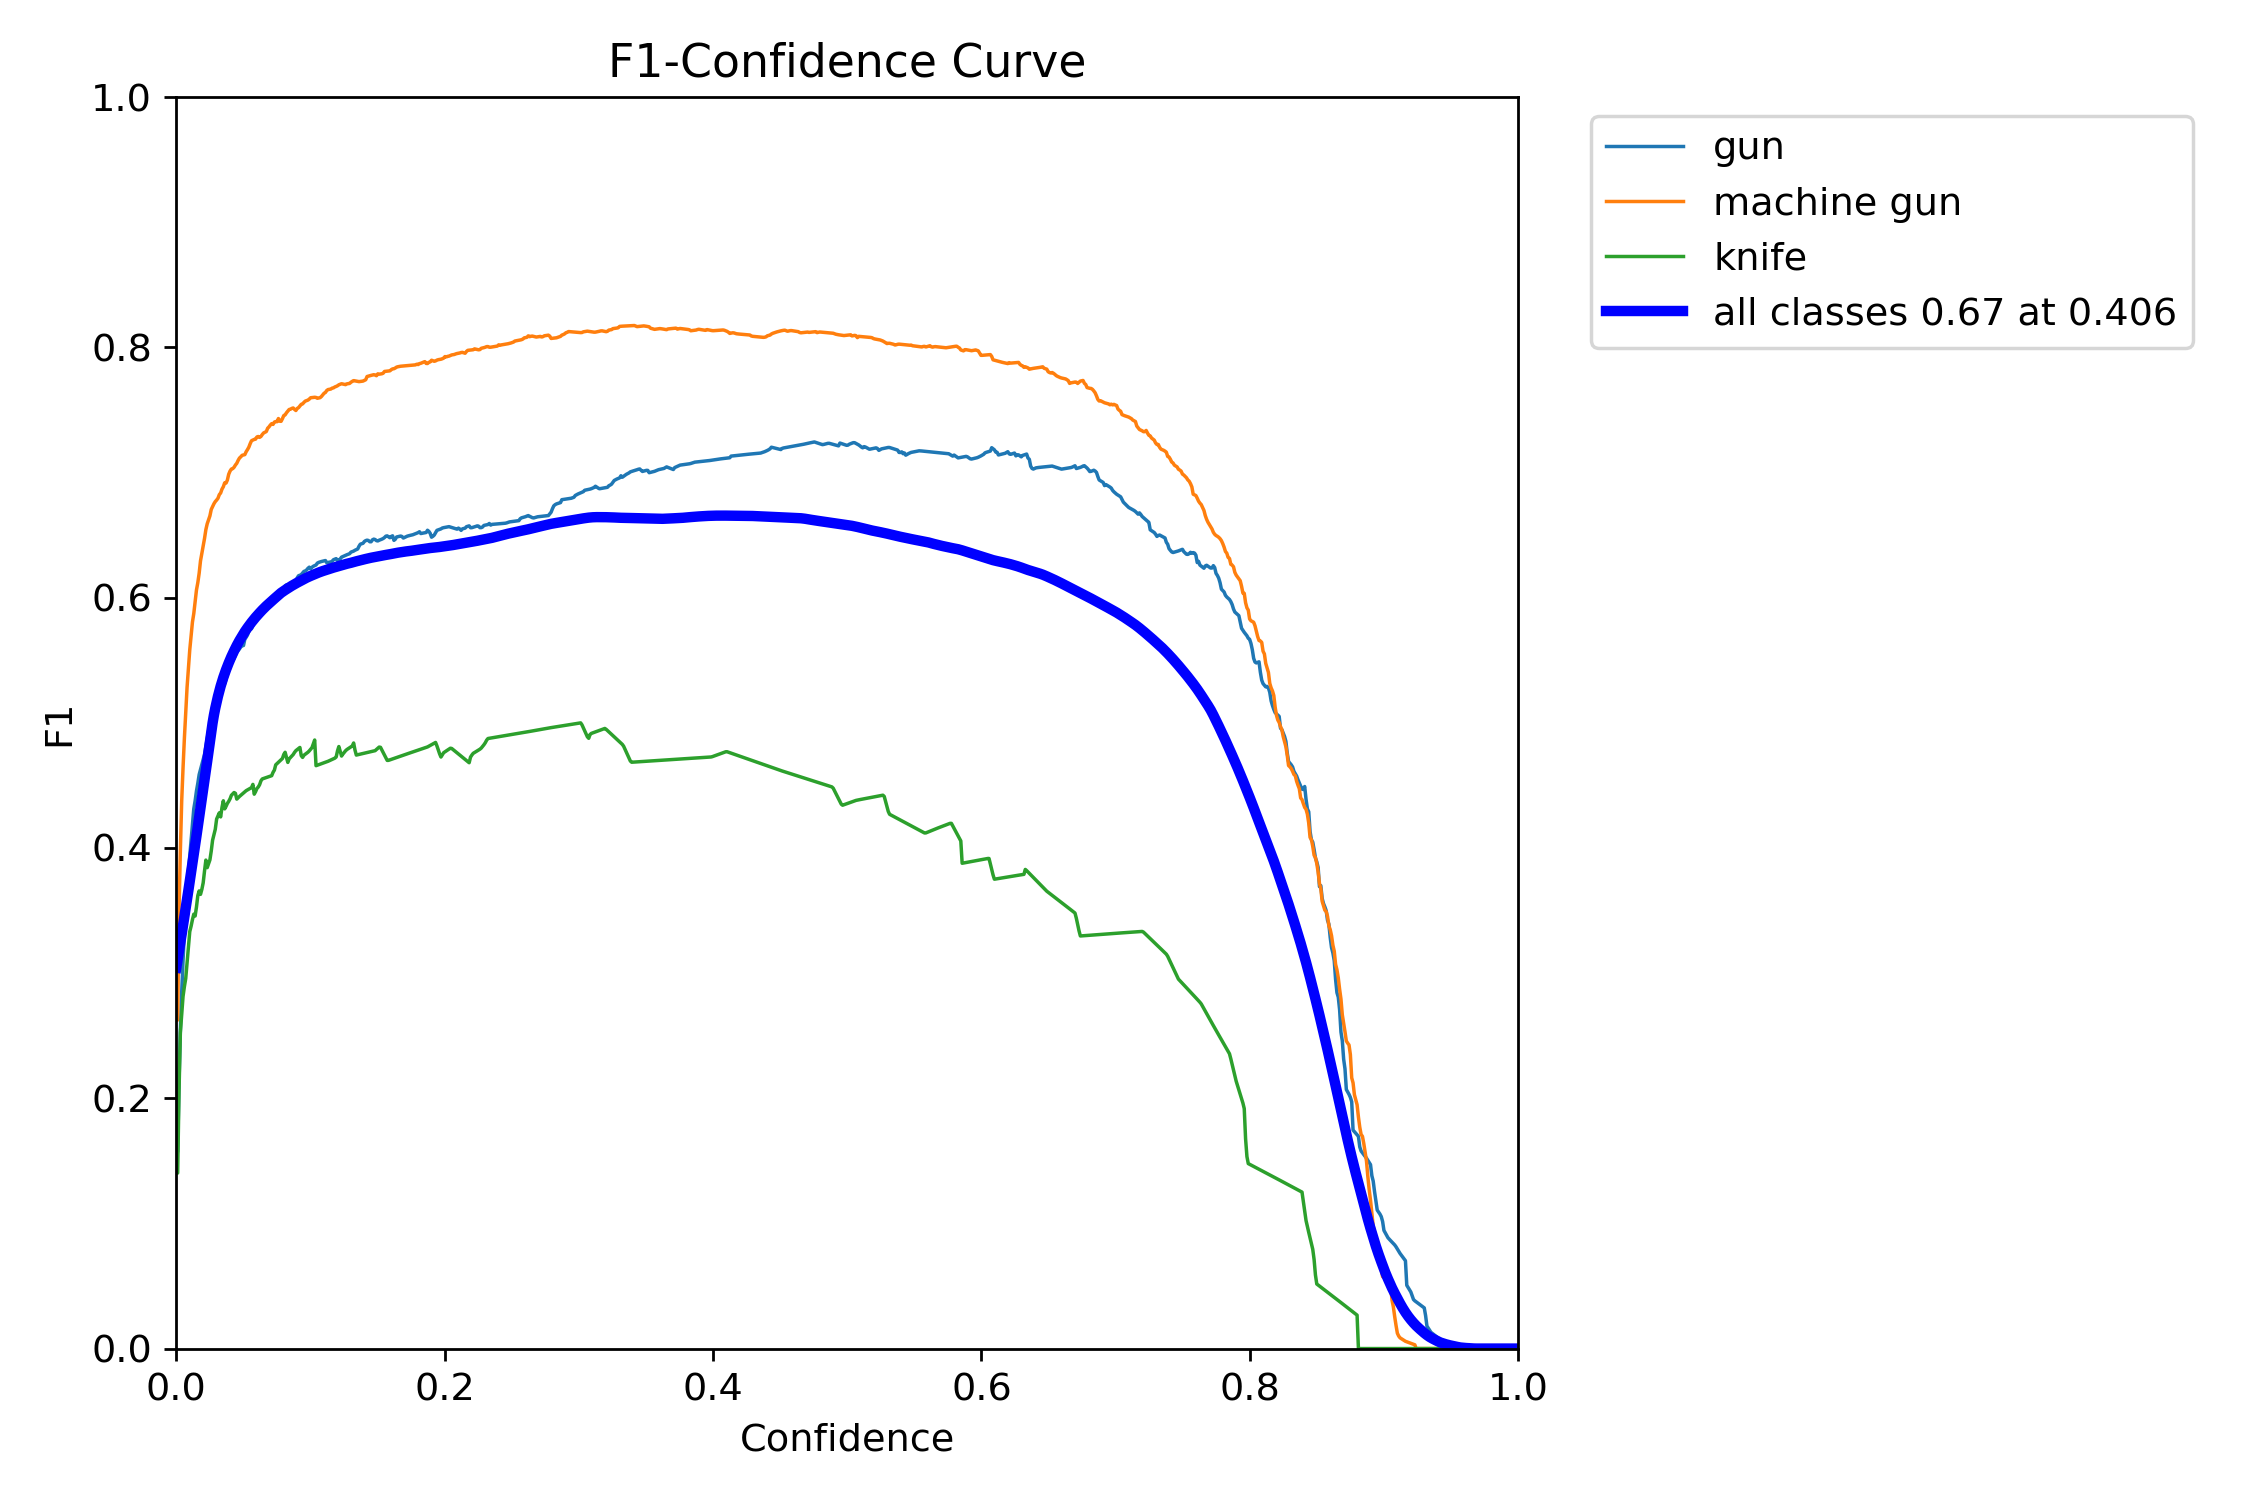 F1-Confidence Curve
1.0
0.8
0.6
0.4
0.2
0.0
F1
0.0 0.2 0.4 0.6 0.8 1.0
Confidence
gun
machine gun
knife
all classes 0.67 at 0.406